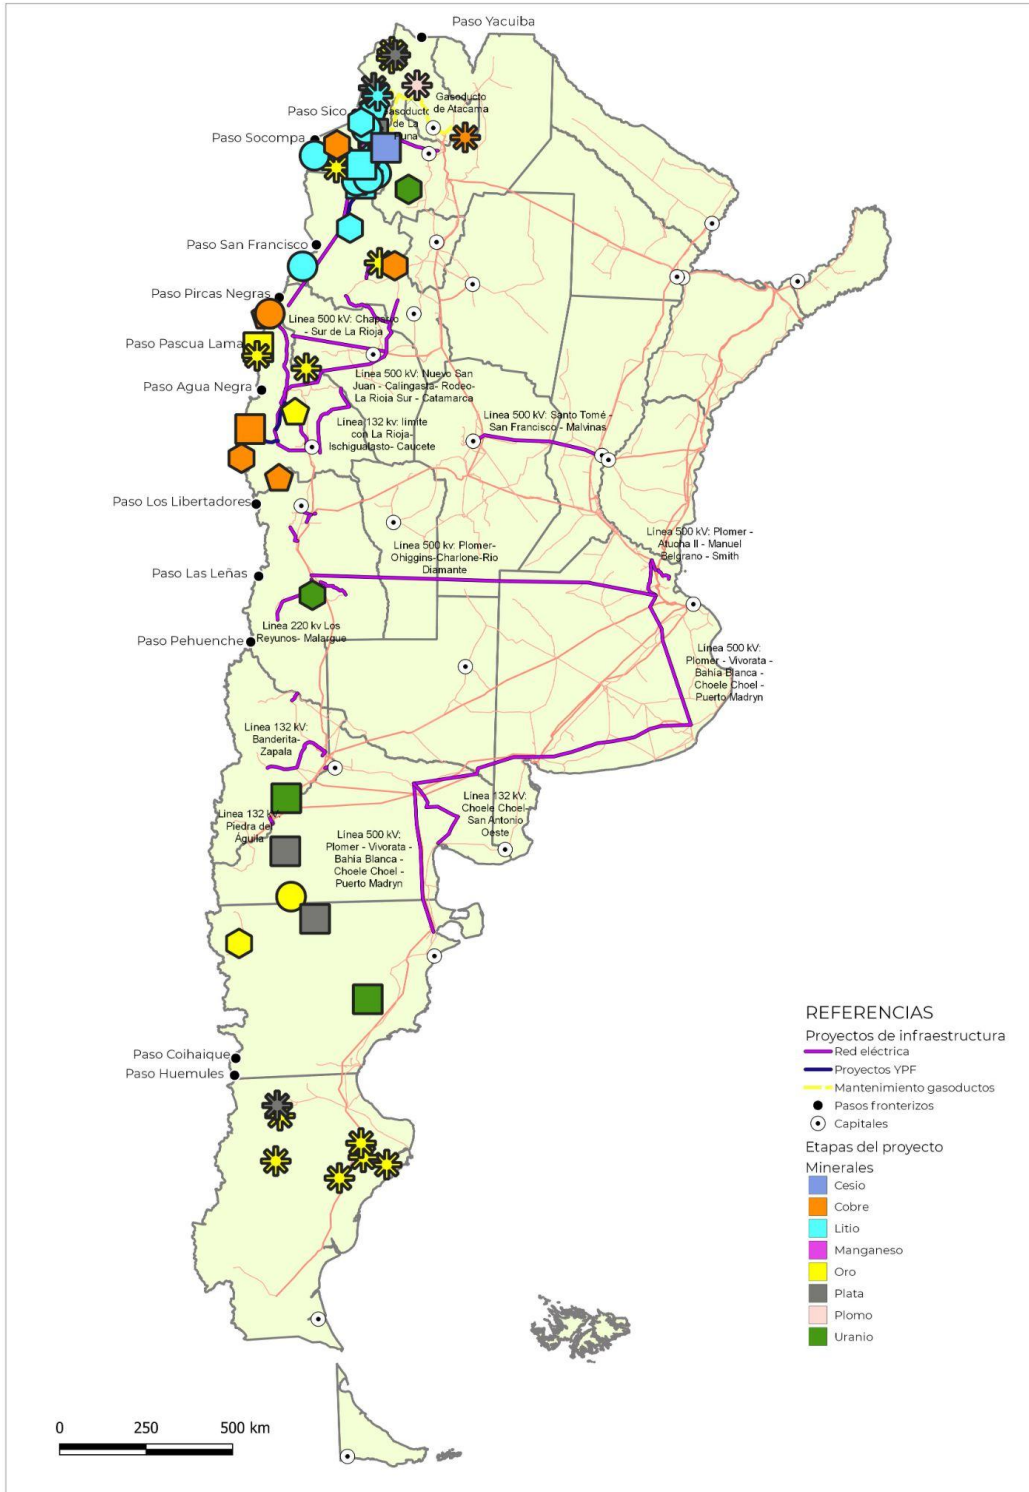 Paso Yacuiba
Gasoducto
de Atacama
Paso Sico
Gasoducto
de La
Puna
Paso Socompa
Paso San Francisco
Paso Pircas Negras
Línea 500 kV: Chaparro
- Sur de La Rioja
Paso Pascua Lama
Paso Agua Negra
Línea 500 kV: Nuevo San
Juan - Calingasta- Rodeo-
La Rioja Sur - Catamarca
Línea 132 kv: límite
con La Rioja-
Ischigualasto- Caucete
Línea 500 kV: Santo Tomé -
San Francisco - Malvinas
Paso Los Libertadores
Línea 500 kv: Plomer-
Ohiggins-Charlone-Rio
Diamante
Línea 500 kV: Plomer -
Atucha II - Manuel
Belgrano - Smith
Paso Las Leñas
Línea 220 kv Los
Reyunos- Malargue
Paso Pehuenche
Línea 500 kV:
Plomer - Vivorata -
Bahía Blanca -
Choele Choel -
Puerto Madryn
Línea 132 kV:
Banderita-
Zapala
Línea 132 kV:
Piedra del
Águila
Línea 132 kV:
Choele Choel-
San Antonio
Oeste
Línea 500 kV:
Plomer - Vivorata -
Bahía Blanca -
Choele Choel -
Puerto Madryn
Paso Coihaique
Paso Huemules
REFERENCIAS
Proyectos de infraestructura
Red eléctrica
Proyectos YPF
Mantenimiento gasoductos
Pasos fronterizos
Capitales
Etapas del proyecto
Minerales
Cesio
Cobre
Litio
Manganeso
Oro
Plata
Plomo
Uranio
0 250 500 km